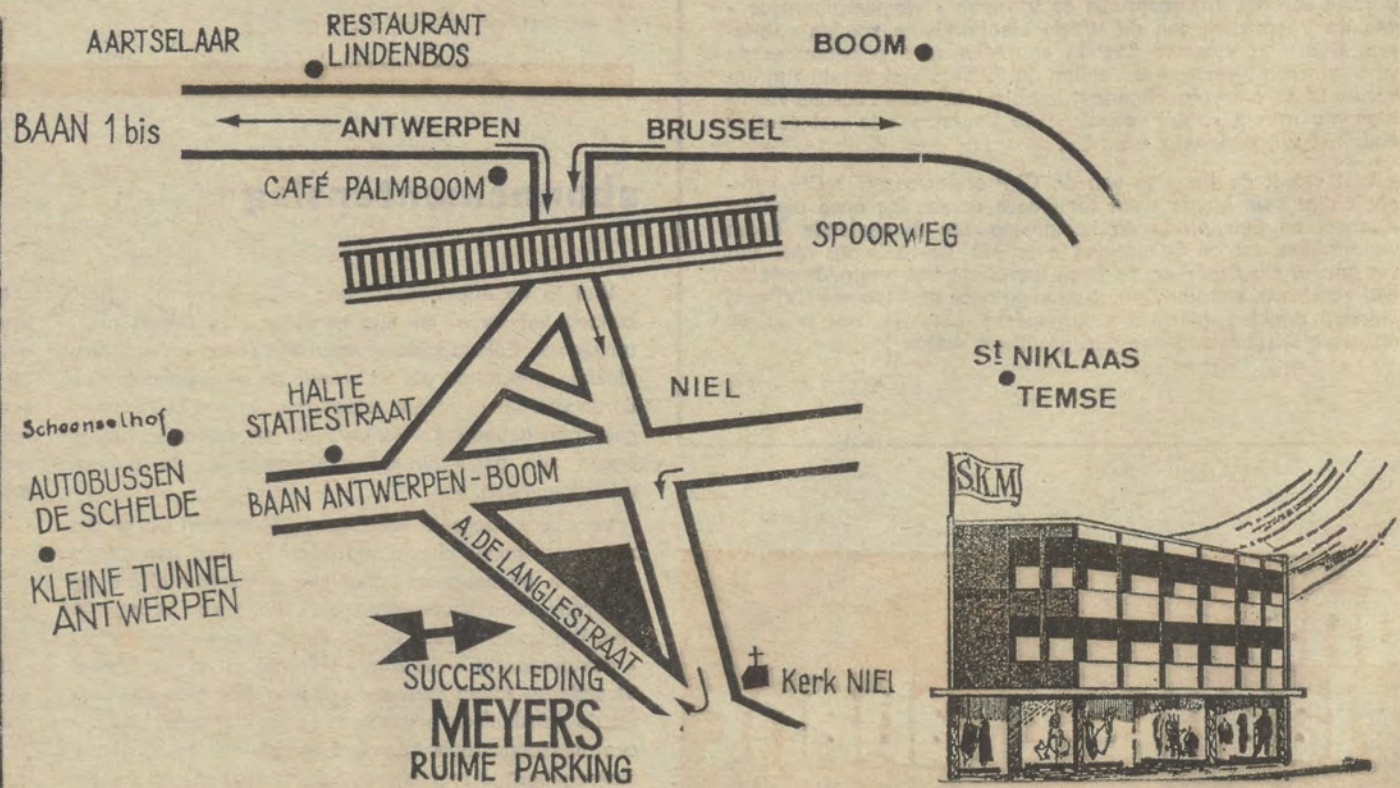 AARTSELAAR
RESTAURANT
LINDENBOS
BOOM
BAAN 1 bis
ANTWERPEN
BRUSSEL
CAFÉ PALMBOOM
SPOORWEG
St NIKLAAS
TEMSE
NIEL
HALTE
STATIESTRAAT
Schoonselhof
AUTOBUSSEN
DE SCHELDE
BAAN ANTWERPEN-BOOM
KLEINE TUNNEL
ANTWERPEN
A. DE LANGLESTRAAT
S.K.M
Kerk NIEL
SUCCESKLEDING
MEYERS
RUIME PARKING